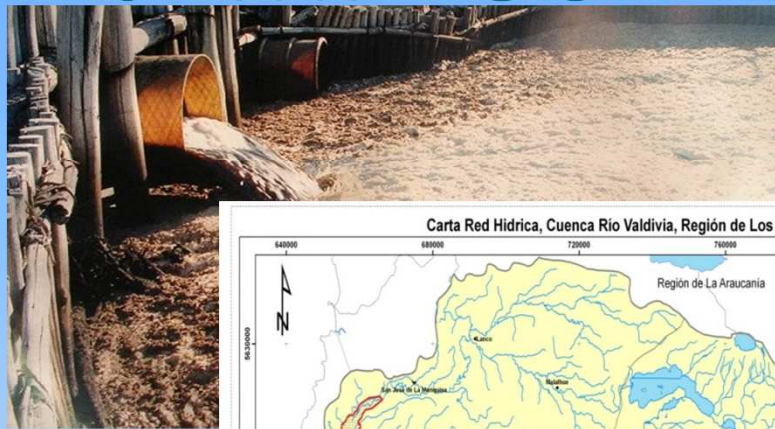 Carta Red Hidrica, Cuenca Río Valdivia, Región de Los
640000 680000 720000 760000
Región de La Araucanía
N
5630000
Lanco
Malalhue
San José de La Mariquina